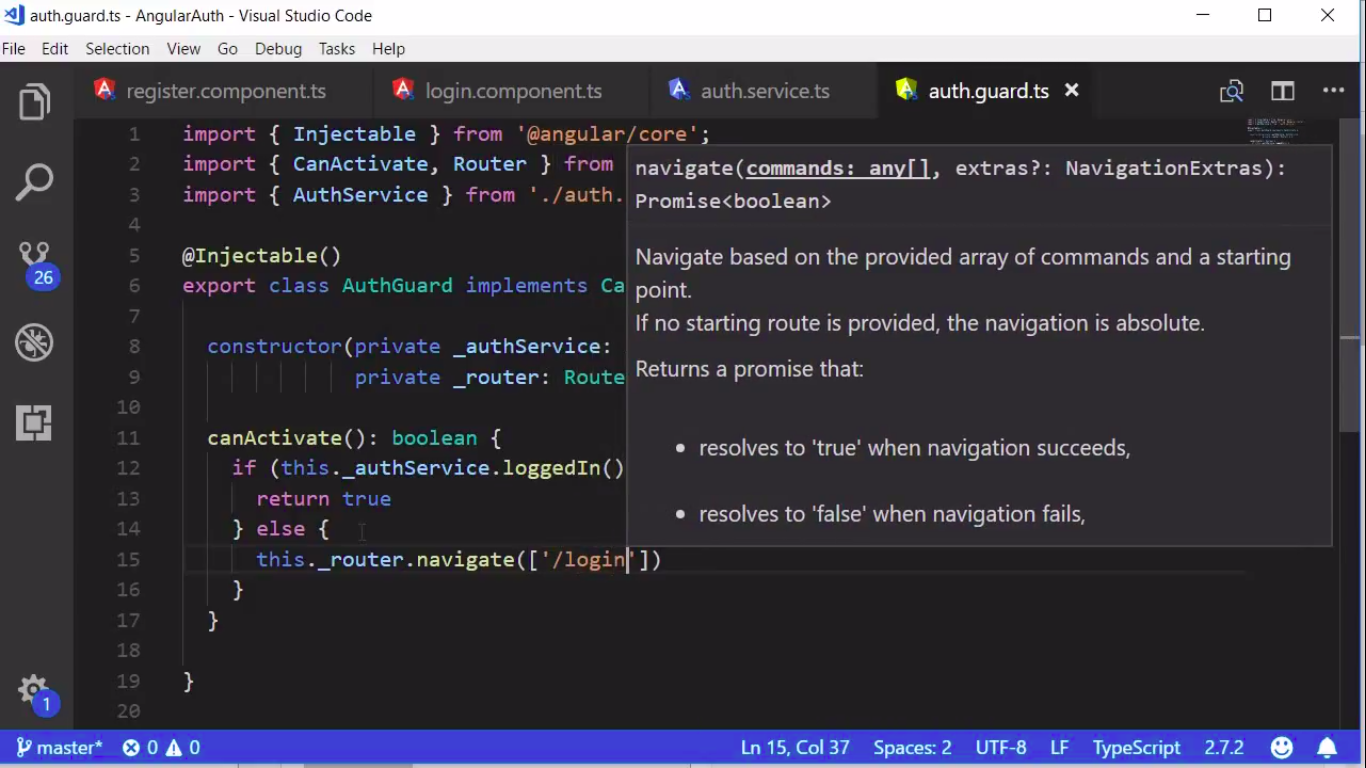 auth.guard.ts - AngularAuth - Visual Studio Code
File Edit Selection View Go Debug Tasks Help
register.component.ts login.component.ts auth.service.ts auth.guard.ts
1 import { Injectable } from '@angular/core';
2 import { CanActivate, Router } from
3 import { AuthService } from './auth.
4
5 @Injectable()
6 export class AuthGuard implements Ca
7
8 constructor(private _authService:
9 private _router: Route
10
11 canActivate(): boolean {
12 if (this._authService.loggedIn()
13 return true
14 } else {
15 this._router.navigate(['/login'])
16 }
17 }
18
19 }
20
navigate(commands: any[], extras?: NavigationExtras):
Promise<boolean>
Navigate based on the provided array of commands and a starting
point.
If no starting route is provided, the navigation is absolute.
Returns a promise that:
• resolves to 'true' when navigation succeeds,
• resolves to 'false' when navigation fails,
26
1
master* 0 0 Ln 15, Col 37 Spaces: 2 UTF-8 LF TypeScript 2.7.2